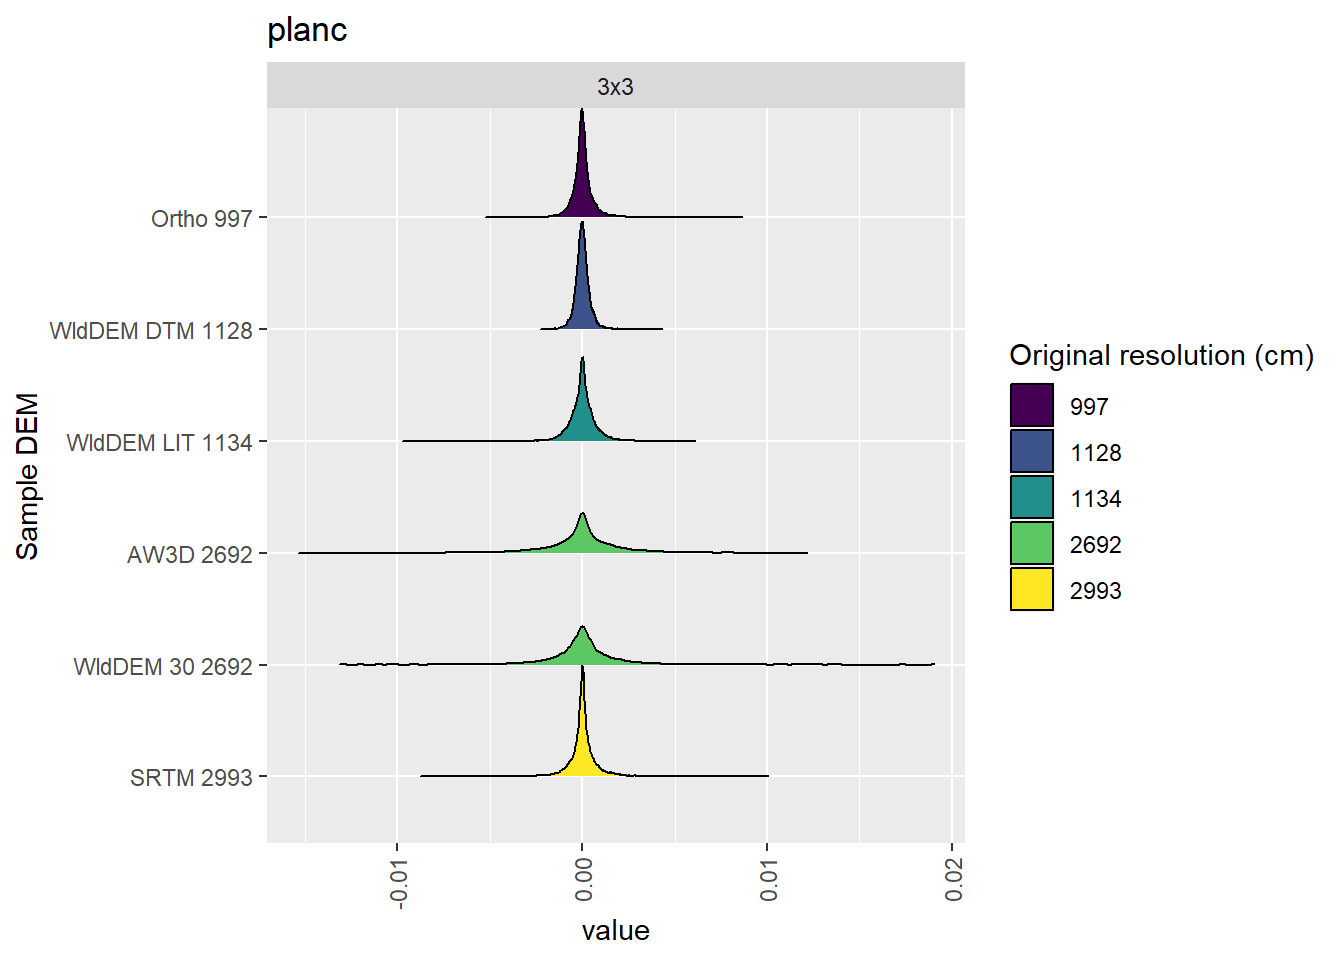 planc
3x3
Ortho 997
WldDEM DTM 1128
WldDEM LIT 1134
AW3D 2692
WldDEM 30 2692
SRTM 2993
Sample DEM
-0.01
0.00
0.01
0.02
value
Original resolution (cm)
997
1128
1134
2692
2993